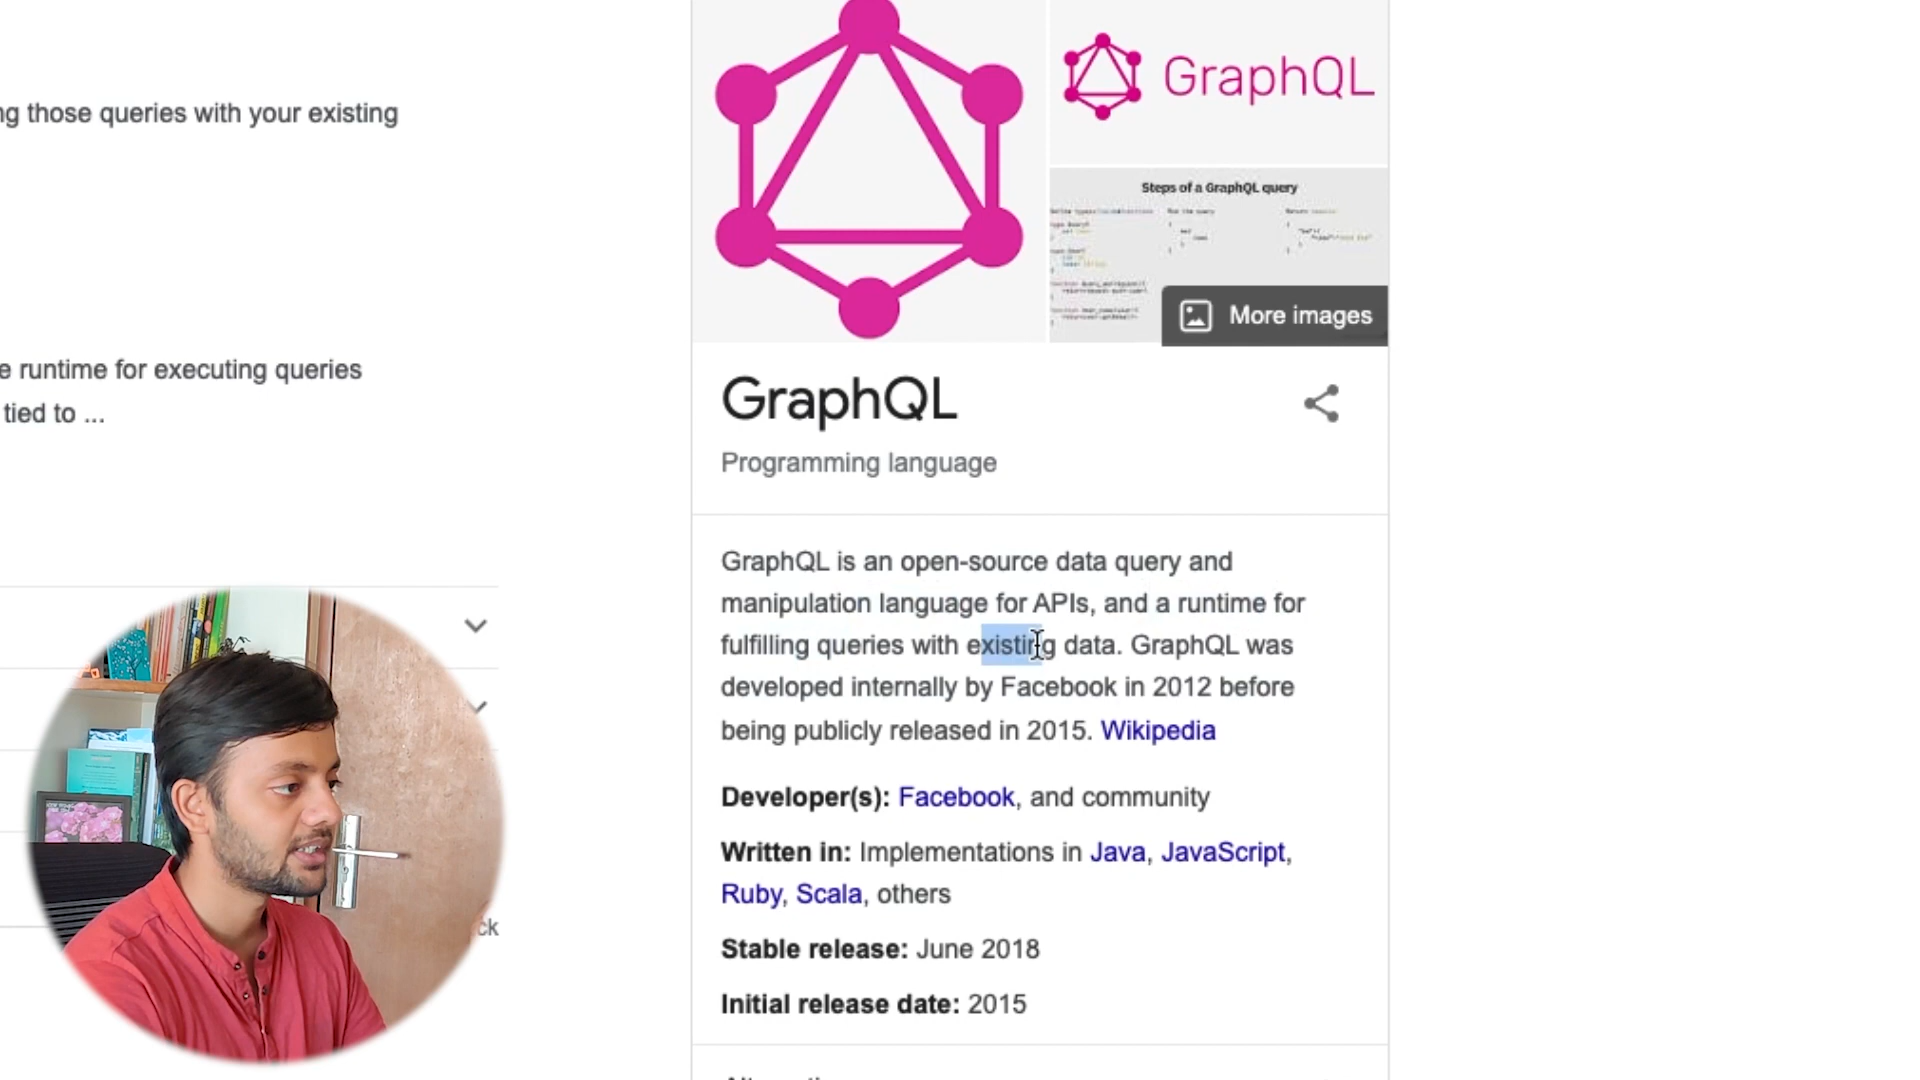 ng those queries with your existing
e runtime for executing queries
tied to ...
ck
GraphQL
Steps of a GraphQL query
More images
GraphQL
Programming language
GraphQL is an open-source data query and
manipulation language for APIs, and a runtime for
fulfilling queries with existing data. GraphQL was
developed internally by Facebook in 2012 before
being publicly released in 2015. Wikipedia
Developer(s): Facebook, and community
Written in: Implementations in Java, JavaScript,
Ruby, Scala, others
Stable release: June 2018
Initial release date: 2015